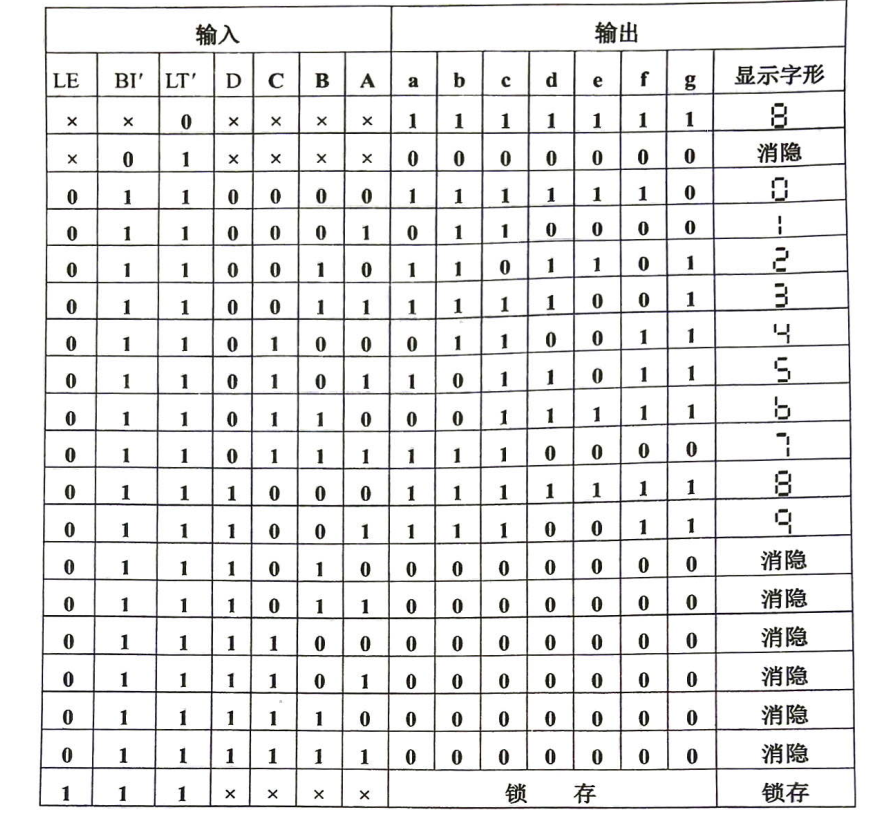 输入 输出
LE BI′ LT′ D C B A a b c d e f g 显示字形
× × 0 × × × × 1 1 1 1 1 1 1 8
× 0 1 × × × × 0 0 0 0 0 0 0 消隐
0 1 1 0 0 0 0 1 1 1 1 1 1 0 0
0 1 1 0 0 0 1 0 1 1 0 0 0 0 1
0 1 1 0 0 1 0 1 1 0 1 1 0 1 2
0 1 1 0 0 1 1 1 1 1 1 0 0 1 3
0 1 1 0 1 0 0 0 1 1 0 0 1 1 4
0 1 1 0 1 0 1 1 0 1 1 0 1 1 5
0 1 1 0 1 1 0 0 0 1 1 1 1 1 b
0 1 1 0 1 1 1 1 1 1 0 0 0 0 7
0 1 1 1 0 0 0 1 1 1 1 1 1 1 8
0 1 1 1 0 0 1 1 1 1 0 0 1 1 9
0 1 1 1 0 1 0 0 0 0 0 0 0 0 消隐
0 1 1 1 0 1 1 0 0 0 0 0 0 0 消隐
0 1 1 1 1 0 0 0 0 0 0 0 0 0 消隐
0 1 1 1 1 0 1 0 0 0 0 0 0 0 消隐
0 1 1 1 1 1 0 0 0 0 0 0 0 0 消隐
0 1 1 1 1 1 1 0 0 0 0 0 0 0 消隐
1 1 1 × × × × 锁 存 锁存